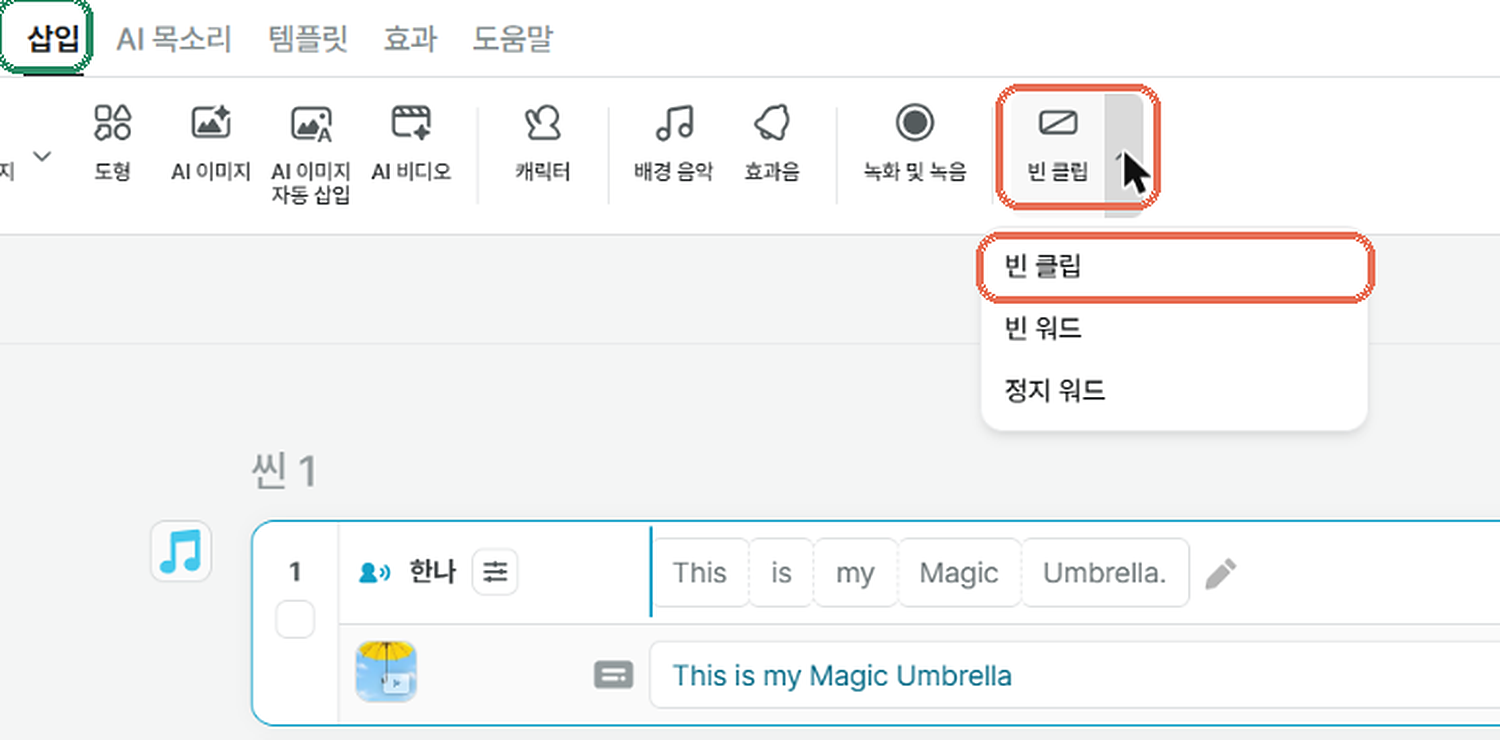 삽입 AI 목소리 템플릿 효과 도움말
지 도형 AI 이미지 AI 이미지 AI 비디오 캐릭터 배경 음악 효과음 녹화 및 녹음 빈 클립
자동 삽입
빈 클립
빈 워드
정지 워드
씬 1
1 한나 This is my Magic Umbrella.
This is my Magic Umbrella